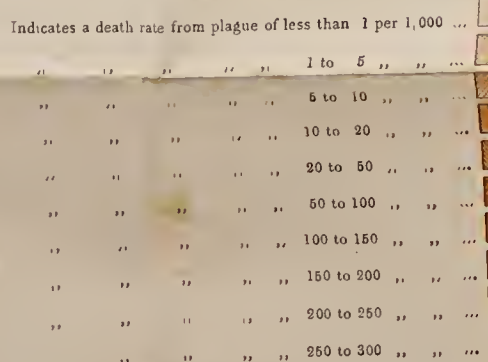 Indicates a death rate from plague of less than 1 per 1,000 ...
,, ,, ,, ,, ,, 1 to 5 ,, ,, ...
,, ,, ,, ,, ,, 5 to 10 ,, ,, ...
,, ,, ,, ,, ,, 10 to 20 ,, ,, ...
,, ,, ,, ,, ,, 20 to 50 ,, ,, ...
,, ,, ,, ,, ,, 50 to 100 ,, ,, ...
,, ,, ,, ,, ,, 100 to 150 ,, ,, ...
,, ,, ,, ,, ,, 150 to 200 ,, ,, ...
,, ,, ,, ,, ,, 200 to 250 ,, ,, ...
,, ,, ,, ,, 250 to 300 ,, ,, ...